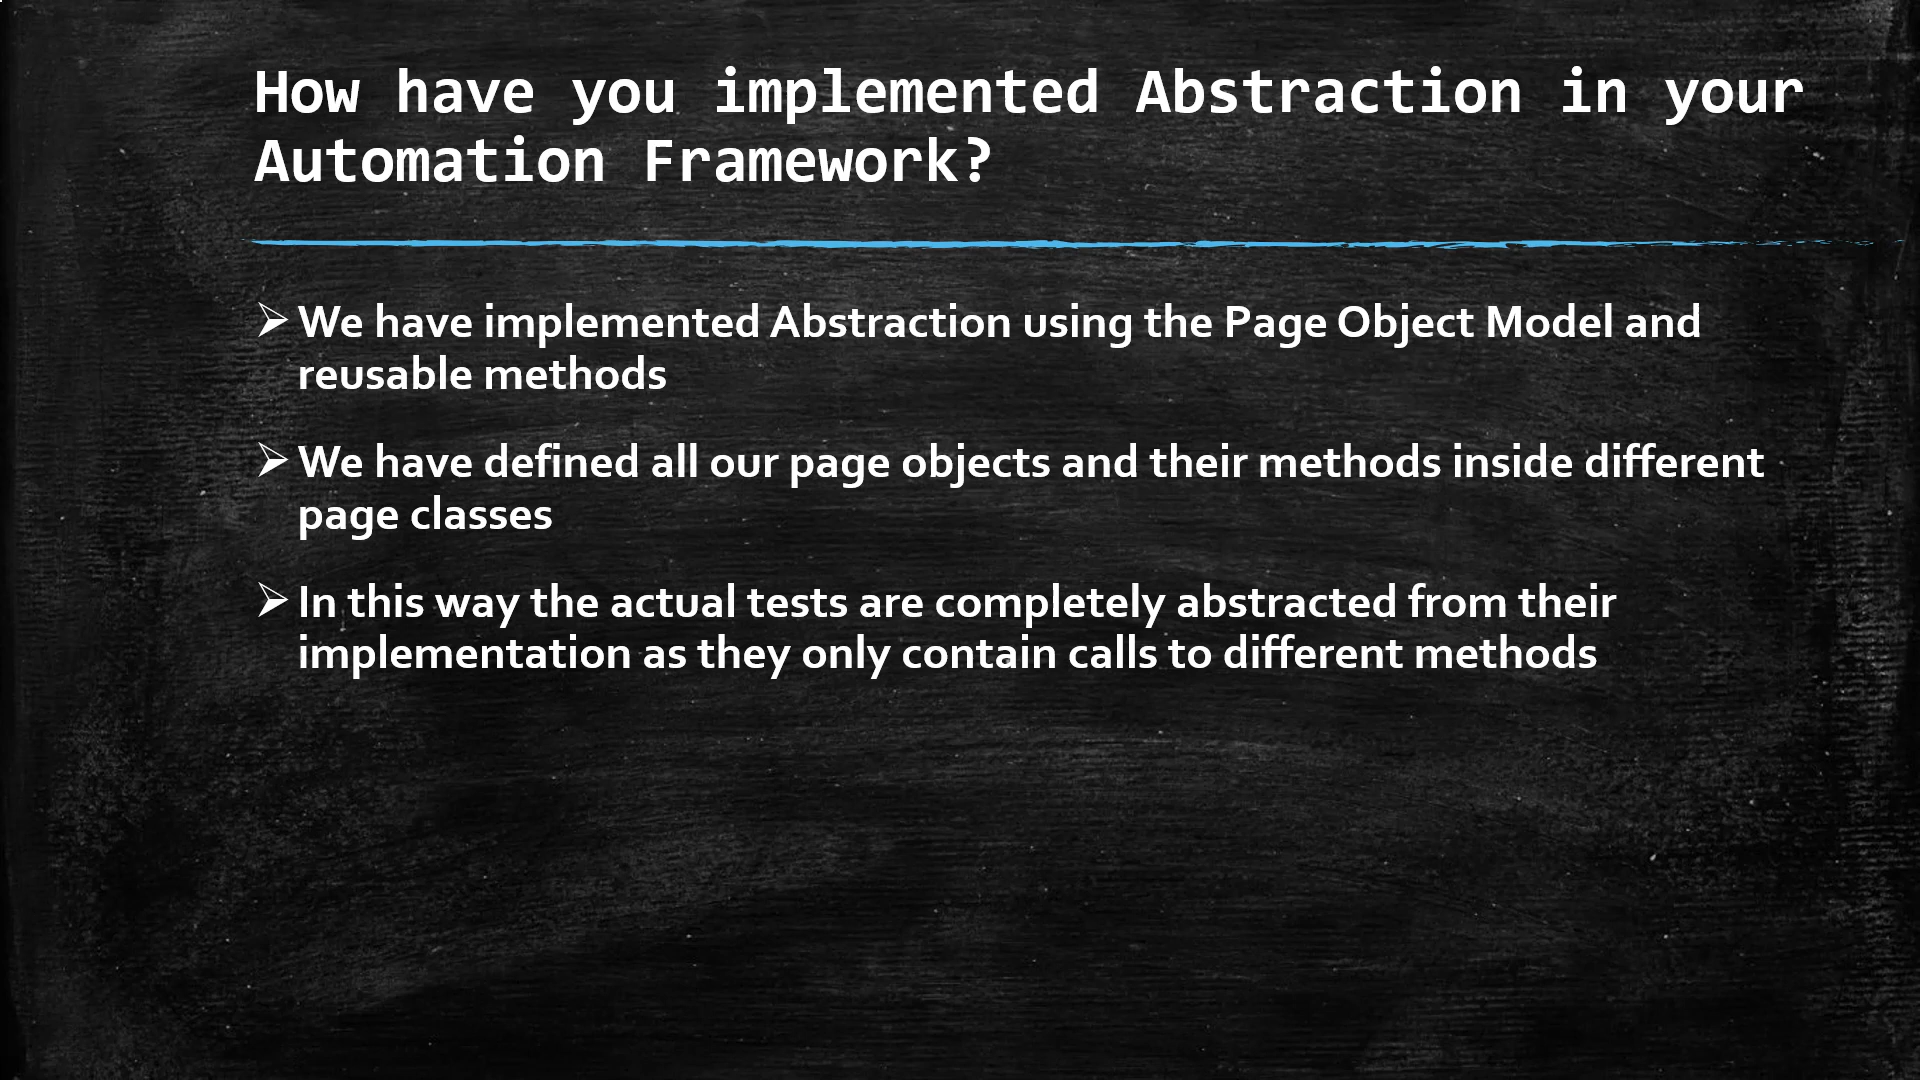 How have you implemented Abstraction in your
Automation Framework?
➢ We have implemented Abstraction using the Page Object Model and
reusable methods
➢ We have defined all our page objects and their methods inside different
page classes
➢ In this way the actual tests are completely abstracted from their
implementation as they only contain calls to different methods